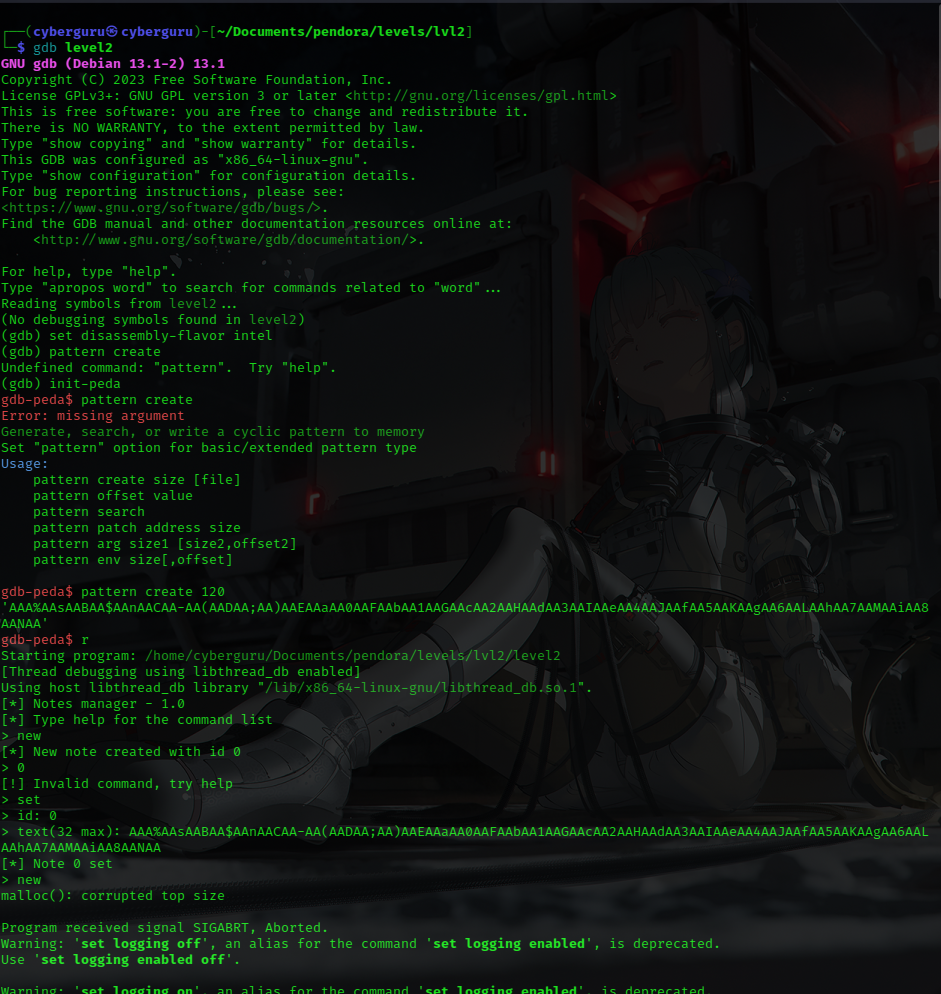 ┌──(cyberguru㉿cyberguru)-[~/Documents/pendora/levels/lvl2]
└─$ gdb level2
GNU gdb (Debian 13.1-2) 13.1
Copyright (C) 2023 Free Software Foundation, Inc.
License GPLv3+: GNU GPL version 3 or later <http://gnu.org/licenses/gpl.html>
This is free software: you are free to change and redistribute it.
There is NO WARRANTY, to the extent permitted by law.
Type "show copying" and "show warranty" for details.
This GDB was configured as "x86_64-linux-gnu".
Type "show configuration" for configuration details.
For bug reporting instructions, please see:
<https://www.gnu.org/software/gdb/bugs/>.
Find the GDB manual and other documentation resources online at:
    <http://www.gnu.org/software/gdb/documentation/>.

For help, type "help".
Type "apropos word" to search for commands related to "word"...
Reading symbols from level2...
(No debugging symbols found in level2)
(gdb) set disassembly-flavor intel
(gdb) pattern create
Undefined command: "pattern".  Try "help".
(gdb) init-peda
gdb-peda$ pattern create
Error: missing argument
Generate, search, or write a cyclic pattern to memory
Set "pattern" option for basic/extended pattern type
Usage:
    pattern create size [file]
    pattern offset value
    pattern search
    pattern patch address size
    pattern arg size1 [size2,offset2]
    pattern env size[,offset]

gdb-peda$ pattern create 120
'AAA%AAsAABAA$AAnAACAA-AA(AADAA;AA)AAEAAaAA0AAFAAbAA1AAGAAcAA2AAHAAdAA3AAIAAeAA4AAJAAfAA5AAKAAgAA6AALAAhAA7AAMAAiAA8
AANAA'
gdb-peda$ r
Starting program: /home/cyberguru/Documents/pendora/levels/lvl2/level2
[Thread debugging using libthread_db enabled]
Using host libthread_db library "/lib/x86_64-linux-gnu/libthread_db.so.1".
[*] Notes manager - 1.0
[*] Type help for the command list
> new
[*] New note created with id 0
> 0
[!] Invalid command, try help
> set
> id: 0
> text(32 max): AAA%AAsAABAA$AAnAACAA-AA(AADAA;AA)AAEAAaAA0AAFAAbAA1AAGAAcAA2AAHAAdAA3AAIAAeAA4AAJAAfAA5AAKAAgAA6AAL
AAhAA7AAMAAiAA8AANAA
[*] Note 0 set
> new
malloc(): corrupted top size

Program received signal SIGABRT, Aborted.
Warning: 'set logging off', an alias for the command 'set logging enabled', is deprecated.
Use 'set logging enabled off'.

Warning: 'set logging on', an alias for the command 'set logging enabled', is deprecated.